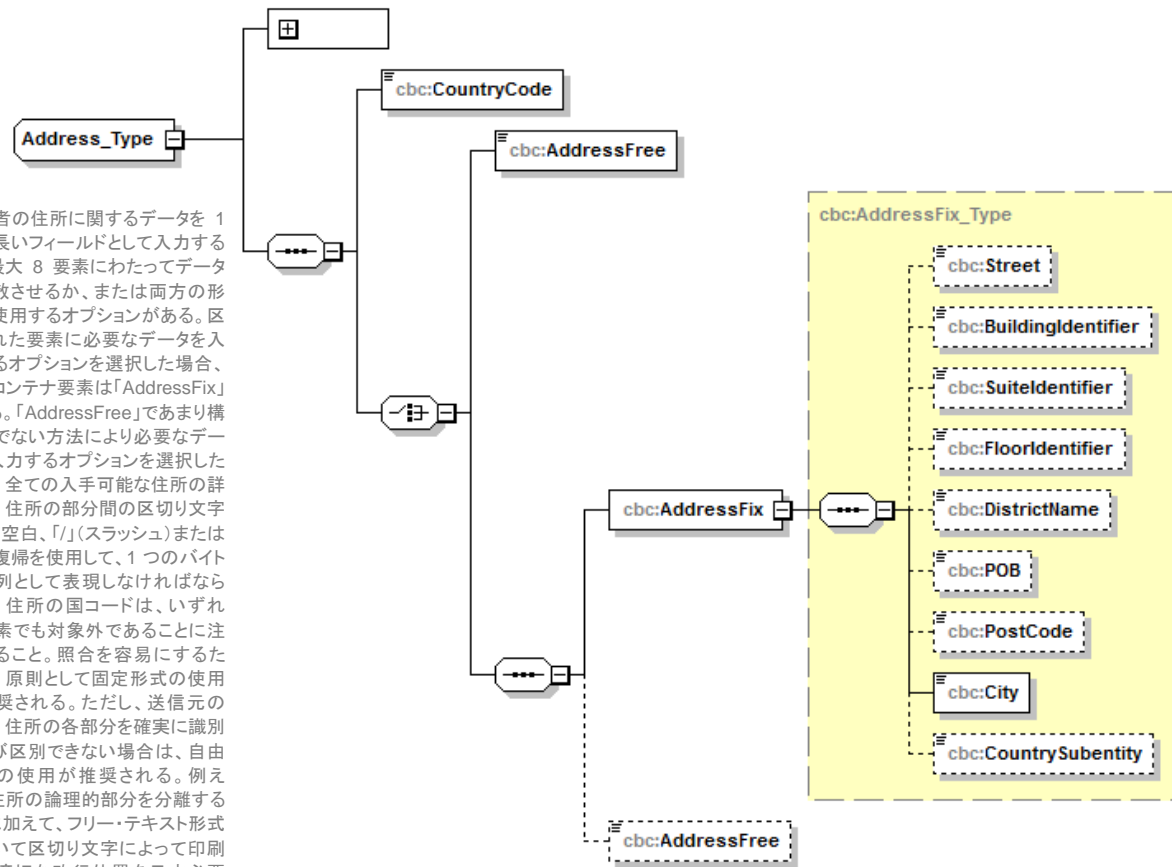 cbc:CountryCode
Address_Type
cbc:AddressFree
者の住所に関するデータを 1
長いフィールドとして入力する
最大 8 要素にわたってデータ
散させるか、または両方の形
使用するオプションがある。区
れた要素に必要なデータを入
るオプションを選択した場合、
コンテナ要素は「AddressFix」
る。「AddressFree」であまり構
でない方法により必要なデー
入力するオプションを選択した
全ての入手可能な住所の詳
住所の部分間の区切り文字
空白、「/」(スラッシュ)または
復帰を使用して、1 つのバイト
列として表現しなければなら
住所の国コードは、いずれ
素でも対象外であることに注
ること。照合を容易にするた
原則として固定形式の使用
奨される。ただし、送信元の
住所の各部分を確実に識別
び区別できない場合は、自由
の使用が推奨される。例え
住所の論理的部分を分離する
加えて、フリー・テキスト形式
いて区切り文字によって印刷
cbc:AddressFix_Type
cbc:Street
cbc:BuildingIdentifier
cbc:SuiteIdentifier
cbc:FloorIdentifier
cbc:AddressFix
cbc:DistrictName
cbc:POB
cbc:PostCode
cbc:City
cbc:CountrySubentity
cbc:AddressFree